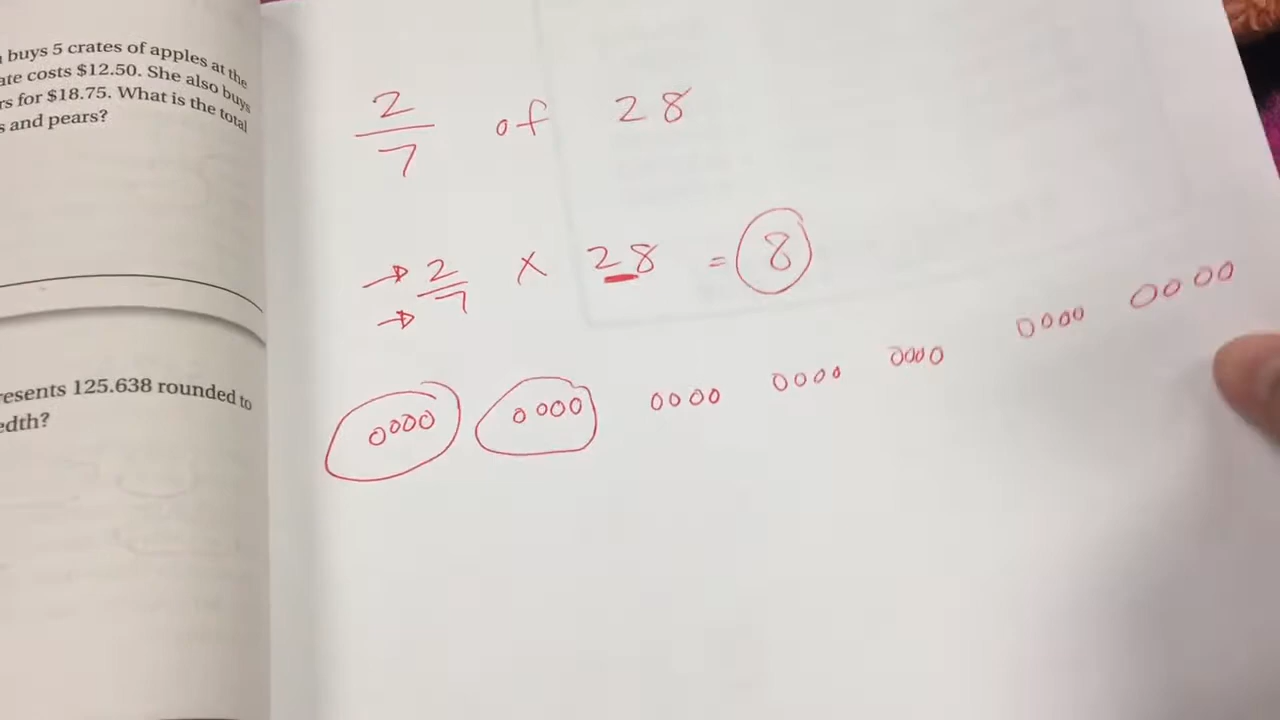 buys 5 crates of apples at the
ate costs $12.50. She also buys
rs for $18.75. What is the total
s and pears?
esents 125.638 rounded to
edth?
2/7 of 28
→ 2/7 × 28 = 8
→
0000 0000 0000 0000 0000 0000 0000